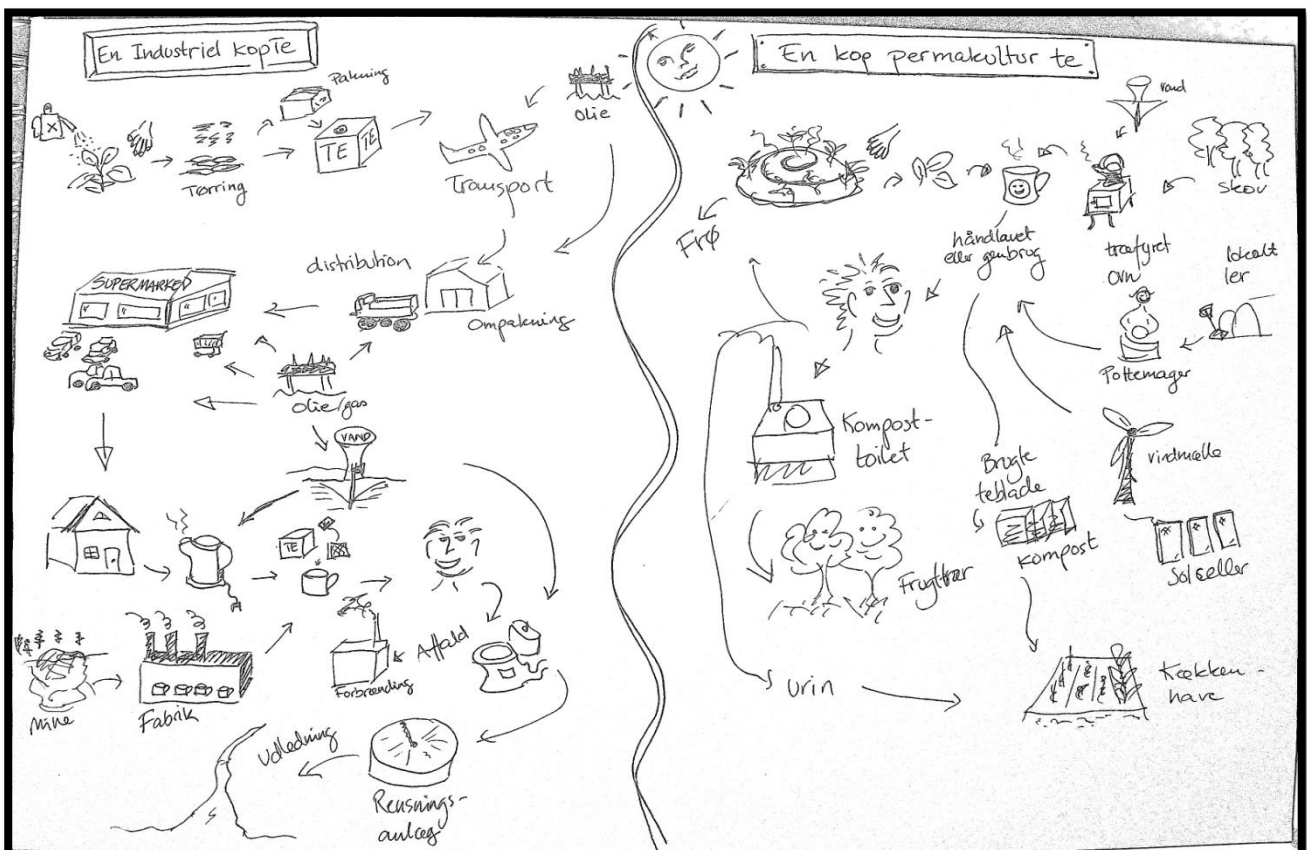 En Industriel kop Te
Pakning
TE
TE
Tørring
Olie
Transport
distribution
SUPERMARKED
Ompakning
Olie/gas
VAND
TE
Mine
Fabrik
Forbrænding
Affald
Udledning
Rensnings-
anlæg
En kop permakultur te
vand
Skov
Frø
håndlavet
eller genbrug
træfyret
ovn
lokalt
ler
Pottemager
Kompost-
toilet
Brugte
teblade
Kompost
vindmølle
Solceller
Frugttræer
urin
Køkken-
have